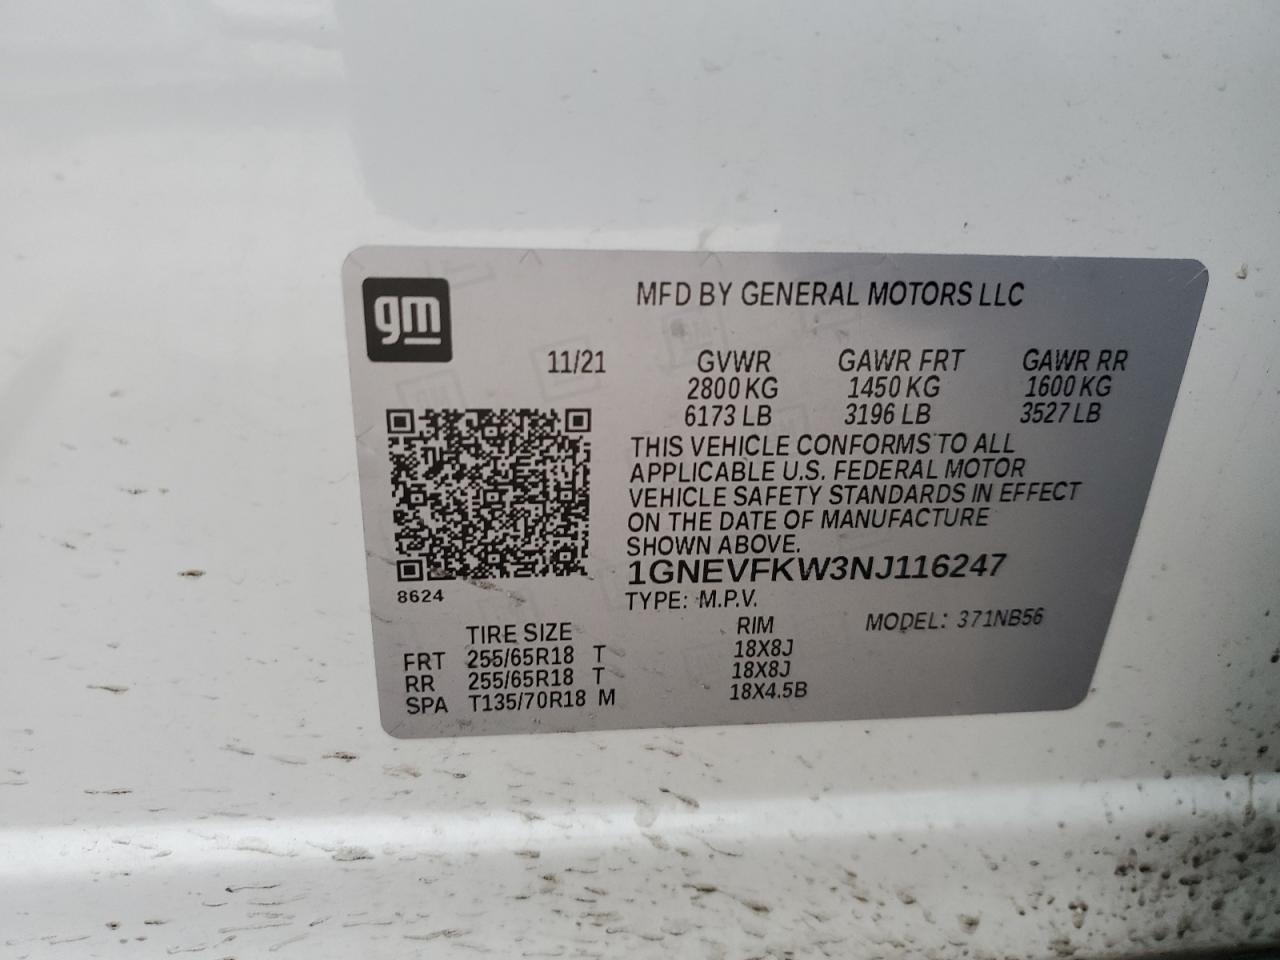 gm
MFD BY GENERAL MOTORS LLC
11/21 GVWR GAWR FRT GAWR RR
2800 KG 1450 KG 1600 KG
6173 LB 3196 LB 3527 LB
THIS VEHICLE CONFORMS TO ALL
APPLICABLE U.S. FEDERAL MOTOR
VEHICLE SAFETY STANDARDS IN EFFECT
ON THE DATE OF MANUFACTURE
SHOWN ABOVE.
1GNEVFKW3NJ116247
8624
TYPE: M.P.V. MODEL: 371NB56
TIRE SIZE RIM
FRT 255/65R18 T 18X8J
RR 255/65R18 T 18X8J
SPA T135/70R18 M 18X4.5B